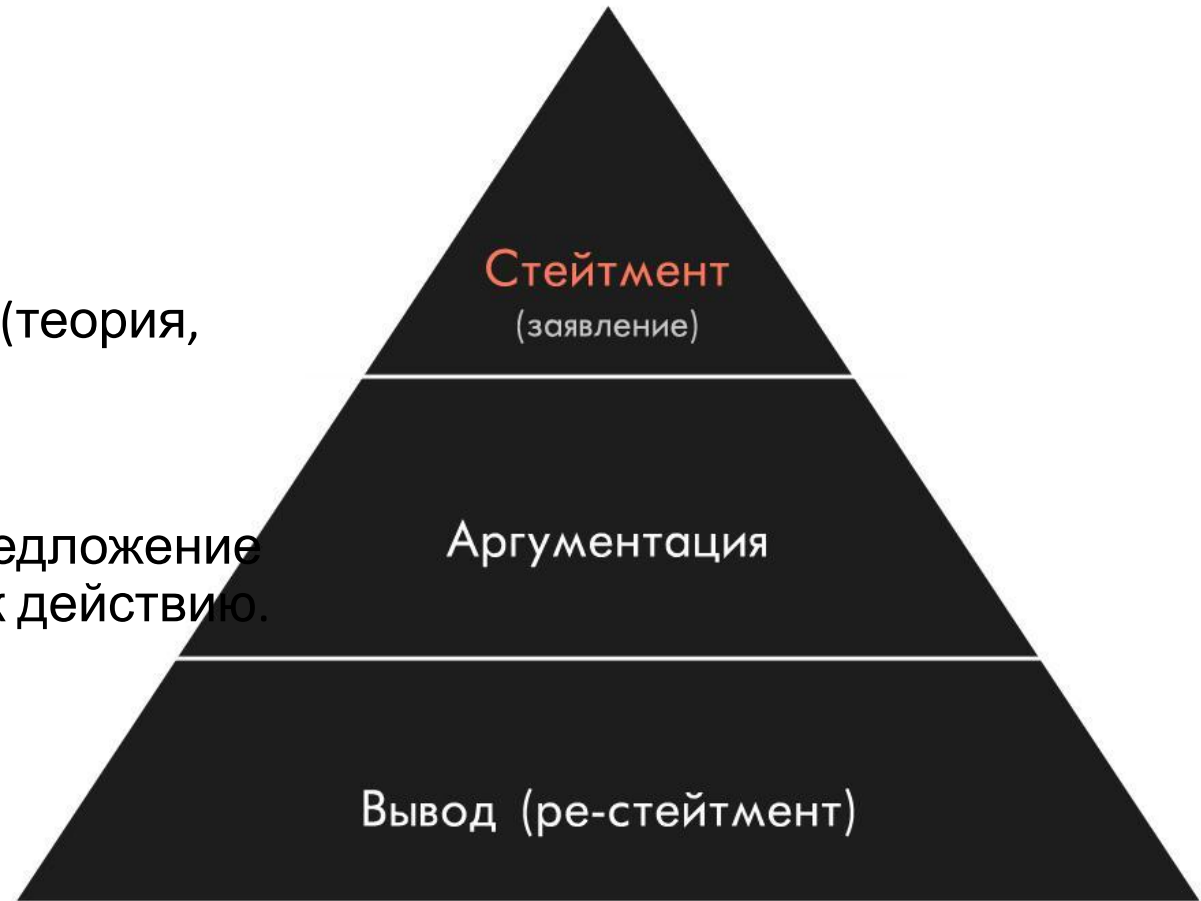 Стейтмент
(теория,
(заявление)
едложение
к действию.
Аргументация
Вывод (ре-стейтмент)